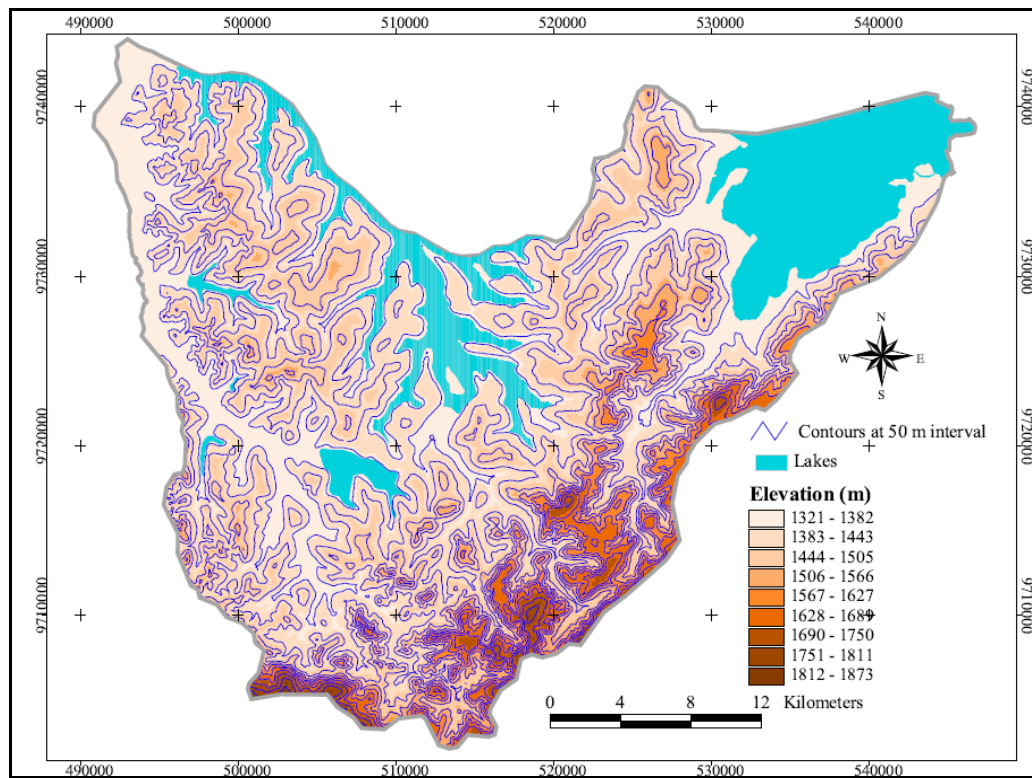 490000 500000 510000 520000 530000 540000
9740000 9740000
9730000 9730000
9720000 9720000
9710000 9710000
N
W E
S
Contours at 50 m interval
Lakes
Elevation (m)
1321 - 1382
1383 - 1443
1444 - 1505
1506 - 1566
1567 - 1627
1628 - 1689
1690 - 1750
1751 - 1811
1812 - 1873
0 4 8 12 Kilometers
490000 500000 510000 520000 530000 540000